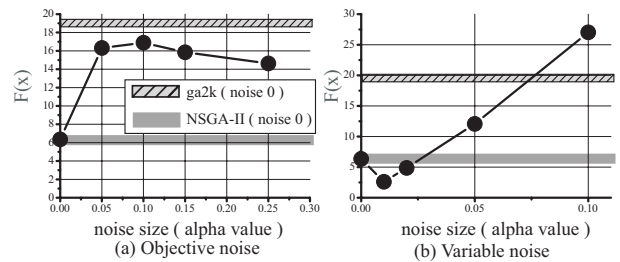 20
18
16
14
12
10
8
6
4
2
0
F(x)
0.00 0.05 0.10 0.15 0.20 0.25 0.30
ga2k ( noise 0 )
NSGA-II ( noise 0 )
noise size ( alpha value )
(a) Objective noise
30
25
20
15
10
5
0
F(x)
0.00 0.05 0.10
noise size ( alpha value )
(b) Variable noise